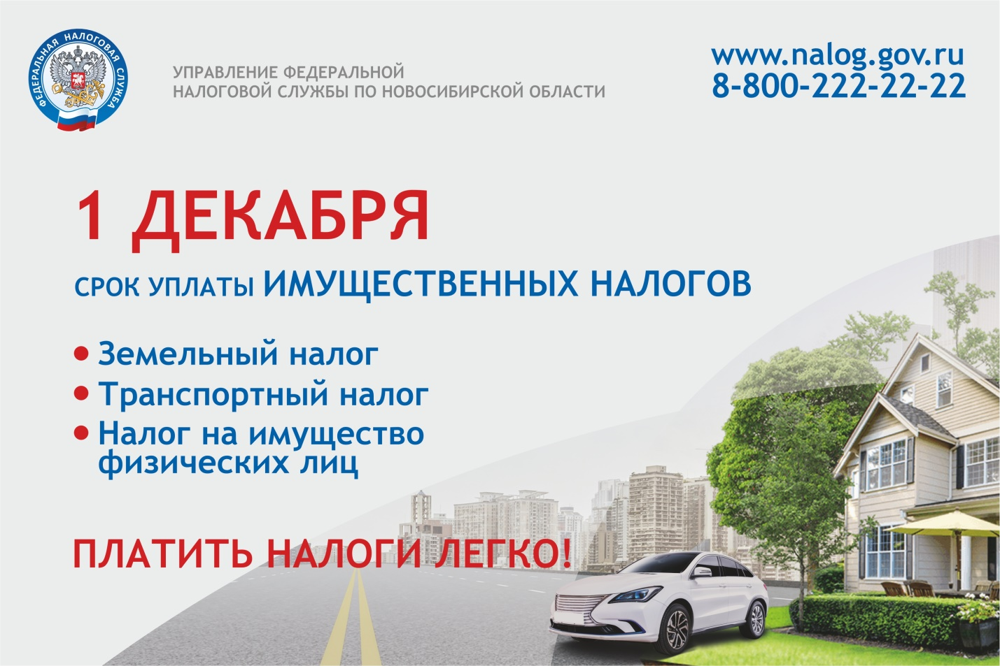 ФЕДЕРАЛЬНАЯ НАЛОГОВАЯ СЛУЖБА
УПРАВЛЕНИЕ ФЕДЕРАЛЬНОЙ
НАЛОГОВОЙ СЛУЖБЫ ПО НОВОСИБИРСКОЙ ОБЛАСТИ
www.nalog.gov.ru
8-800-222-22-22
1 ДЕКАБРЯ
СРОК УПЛАТЫ ИМУЩЕСТВЕННЫХ НАЛОГОВ
• Земельный налог
• Транспортный налог
• Налог на имущество
физических лиц
ПЛАТИТЬ НАЛОГИ ЛЕГКО!